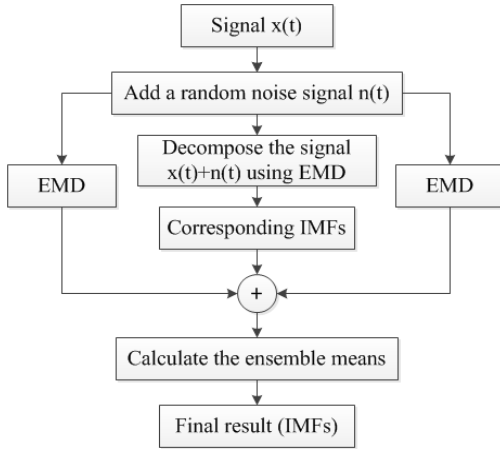 Signal x(t)
Add a random noise signal n(t)
Decompose the signal
x(t)+n(t) using EMD
EMD
EMD
Corresponding IMFs
+
Calculate the ensemble means
Final result (IMFs)